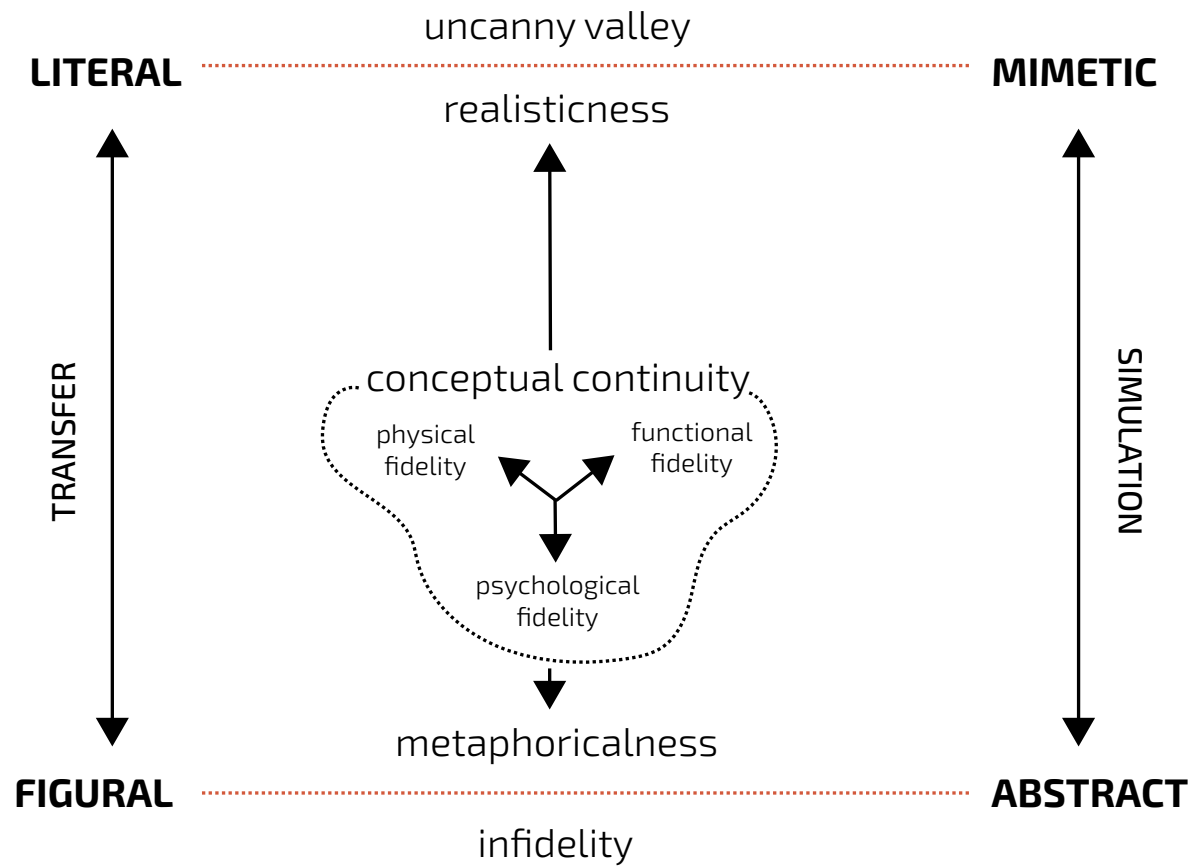 uncanny valley
LITERAL
MIMETIC
realisticness
TRANSFER
SIMULATION
conceptual continuity
physical
fidelity
functional
fidelity
psychological
fidelity
metaphoricalness
FIGURAL
ABSTRACT
infidelity